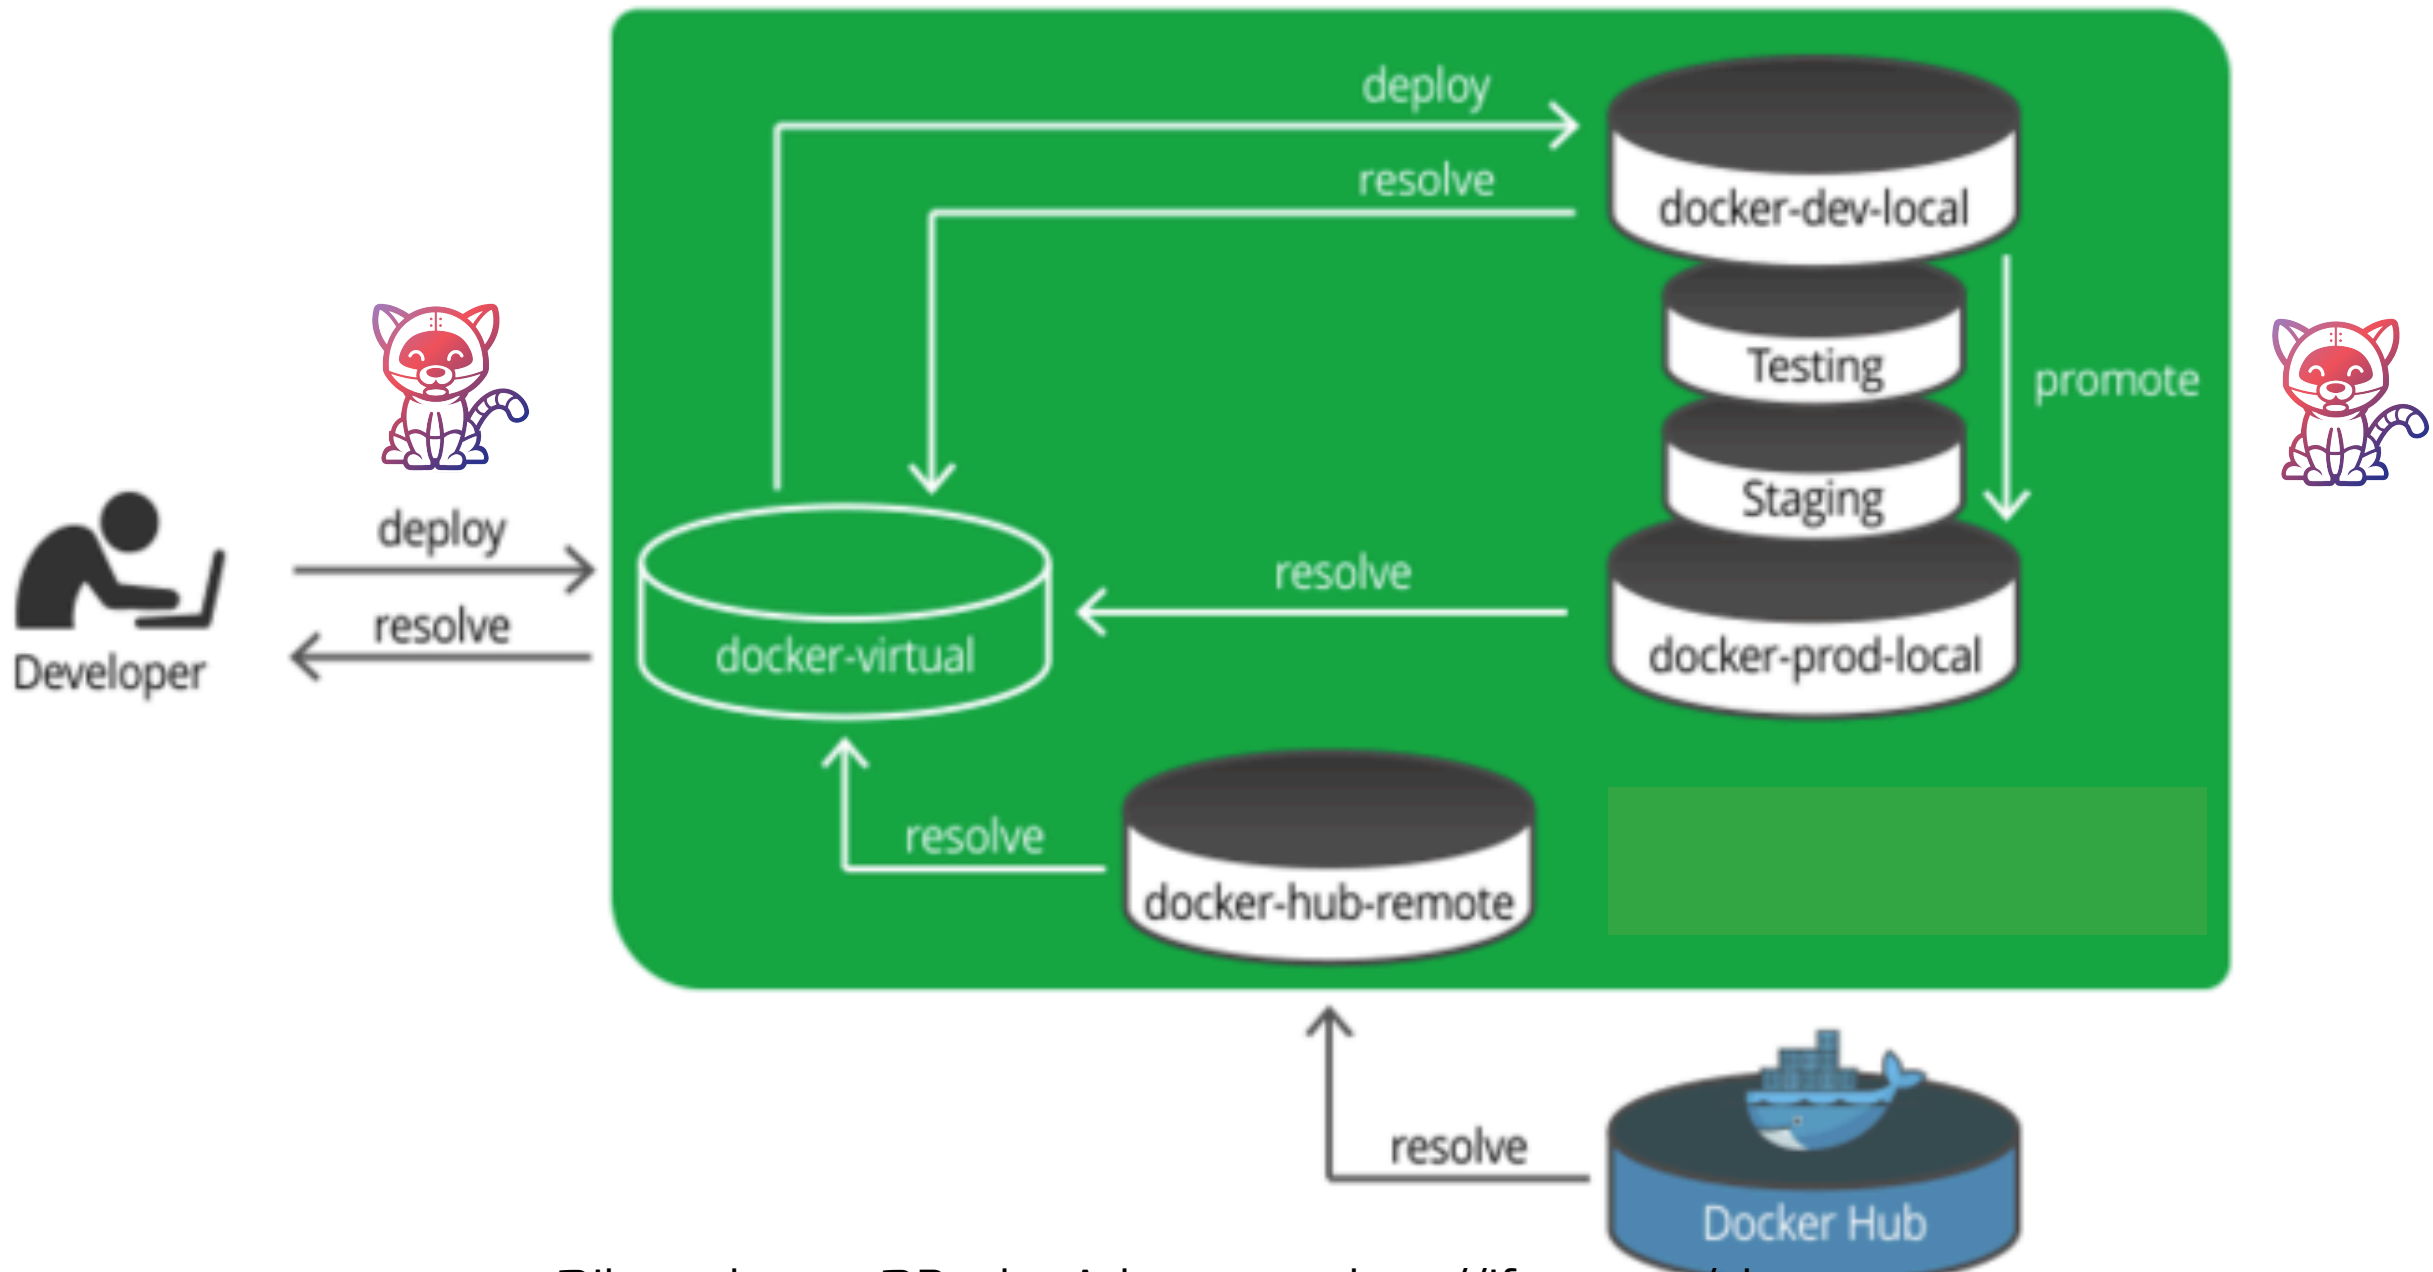 deploy
resolve
docker-dev-local
Testing
promote
Staging
deploy
resolve
Developer
docker-virtual
resolve
docker-prod-local
resolve
docker-hub-remote
resolve
Docker Hub